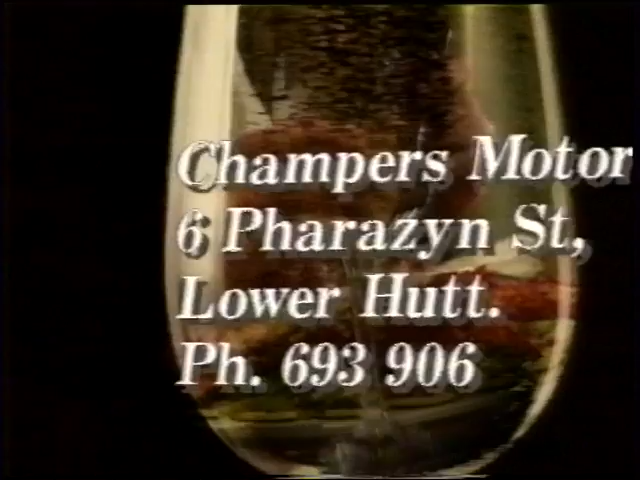 Champers Motor
6 Pharazyn St,
Lower Hutt.
Ph. 693 906